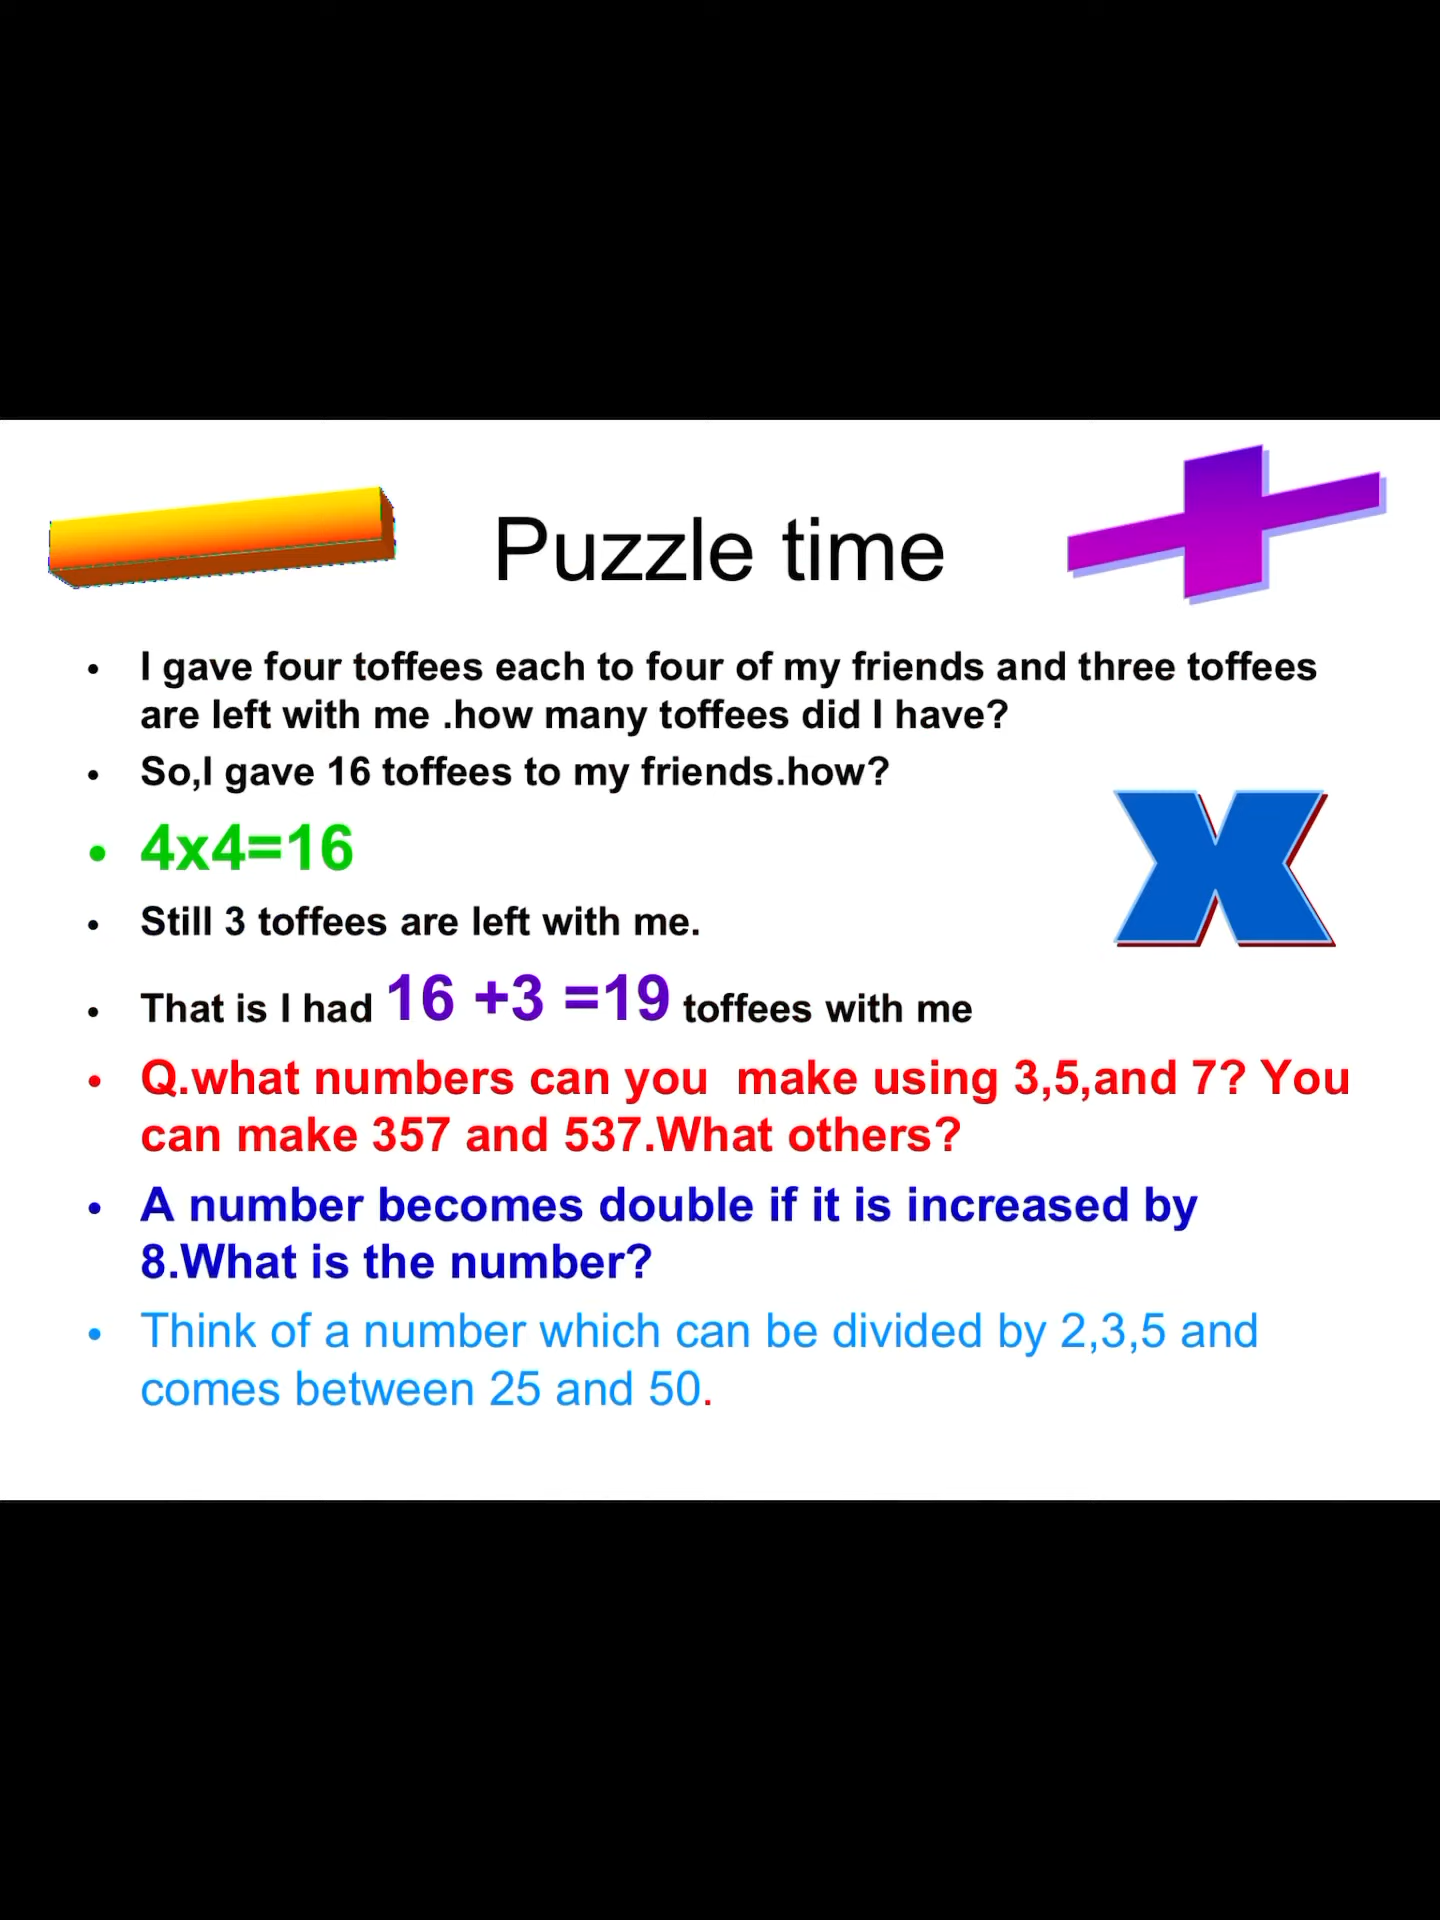 Puzzle time
• I gave four toffees each to four of my friends and three toffees
are left with me .how many toffees did I have?
• So,I gave 16 toffees to my friends.how?
• 4x4=16
• Still 3 toffees are left with me.
• That is I had 16 +3 =19 toffees with me
• Q.what numbers can you  make using 3,5,and 7? You
can make 357 and 537.What others?
• A number becomes double if it is increased by
8.What is the number?
• Think of a number which can be divided by 2,3,5 and
comes between 25 and 50.